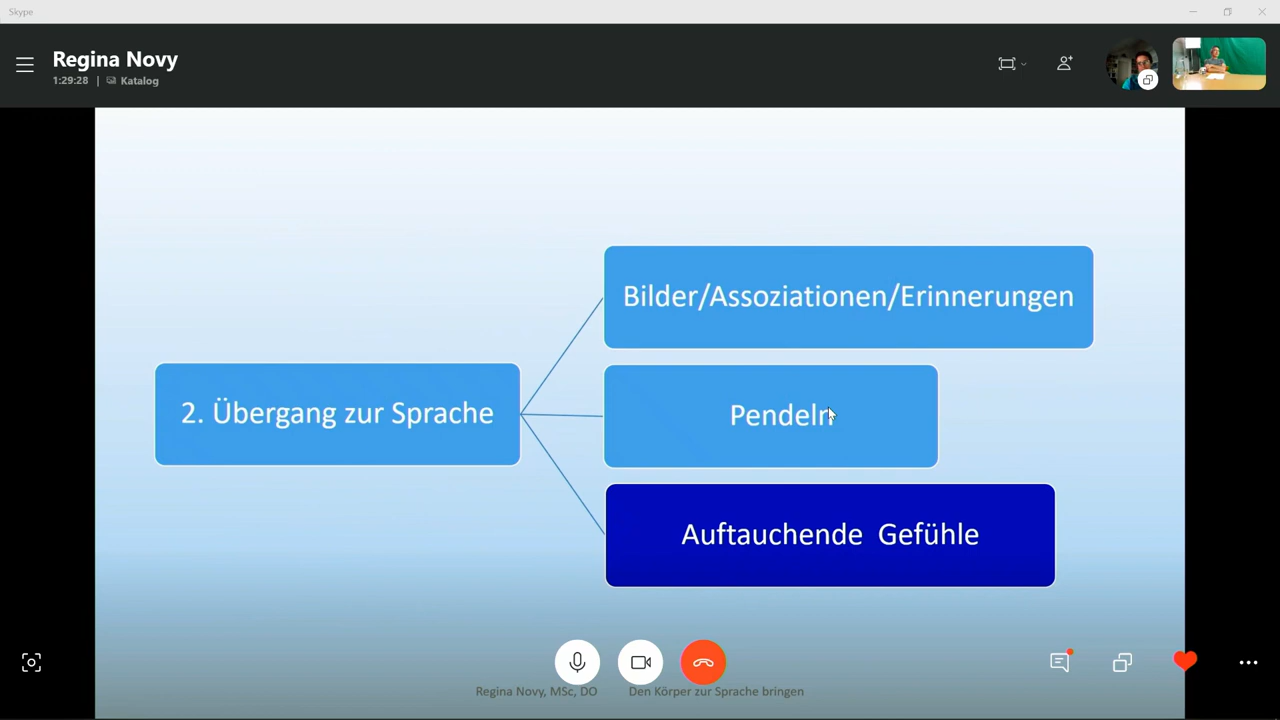 Skype
Regina Novy
1:29:28 | Katalog
Bilder/Assoziationen/Erinnerungen
2. Übergang zur Sprache
Pendeln
Auftauchende Gefühle
Regina Novy, MSc, DO Den Körper zur Sprache bringen